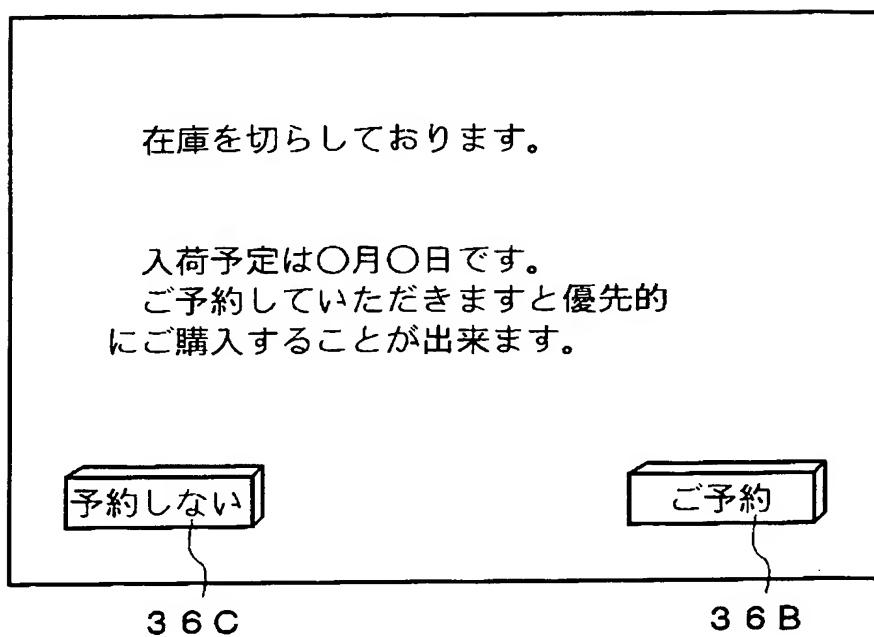 在庫を切らしております。
入荷予定は○月○日です。
ご予約していただきますと優先的
にご購入することが出来ます。
予約しない
ご予約
36C
36B